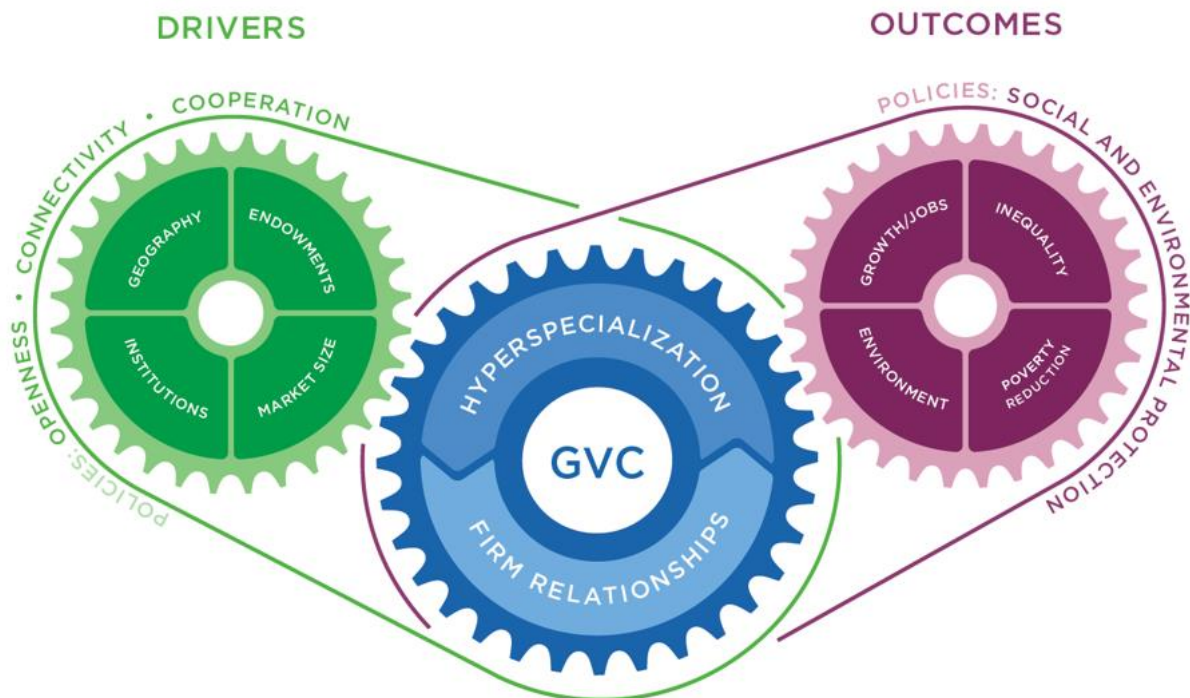 DRIVERS
OUTCOMES
POLICIES: OPENNESS • CONNECTIVITY • COOPERATION
POLICIES: SOCIAL AND ENVIRONMENTAL PROTECTION
GEOGRAPHY
ENDOWMENTS
INSTITUTIONS
MARKET SIZE
HYPERSPECIALIZATION
GVC
FIRM RELATIONSHIPS
GROWTH/JOBS
INEQUALITY
ENVIRONMENT
POVERTY
REDUCTION